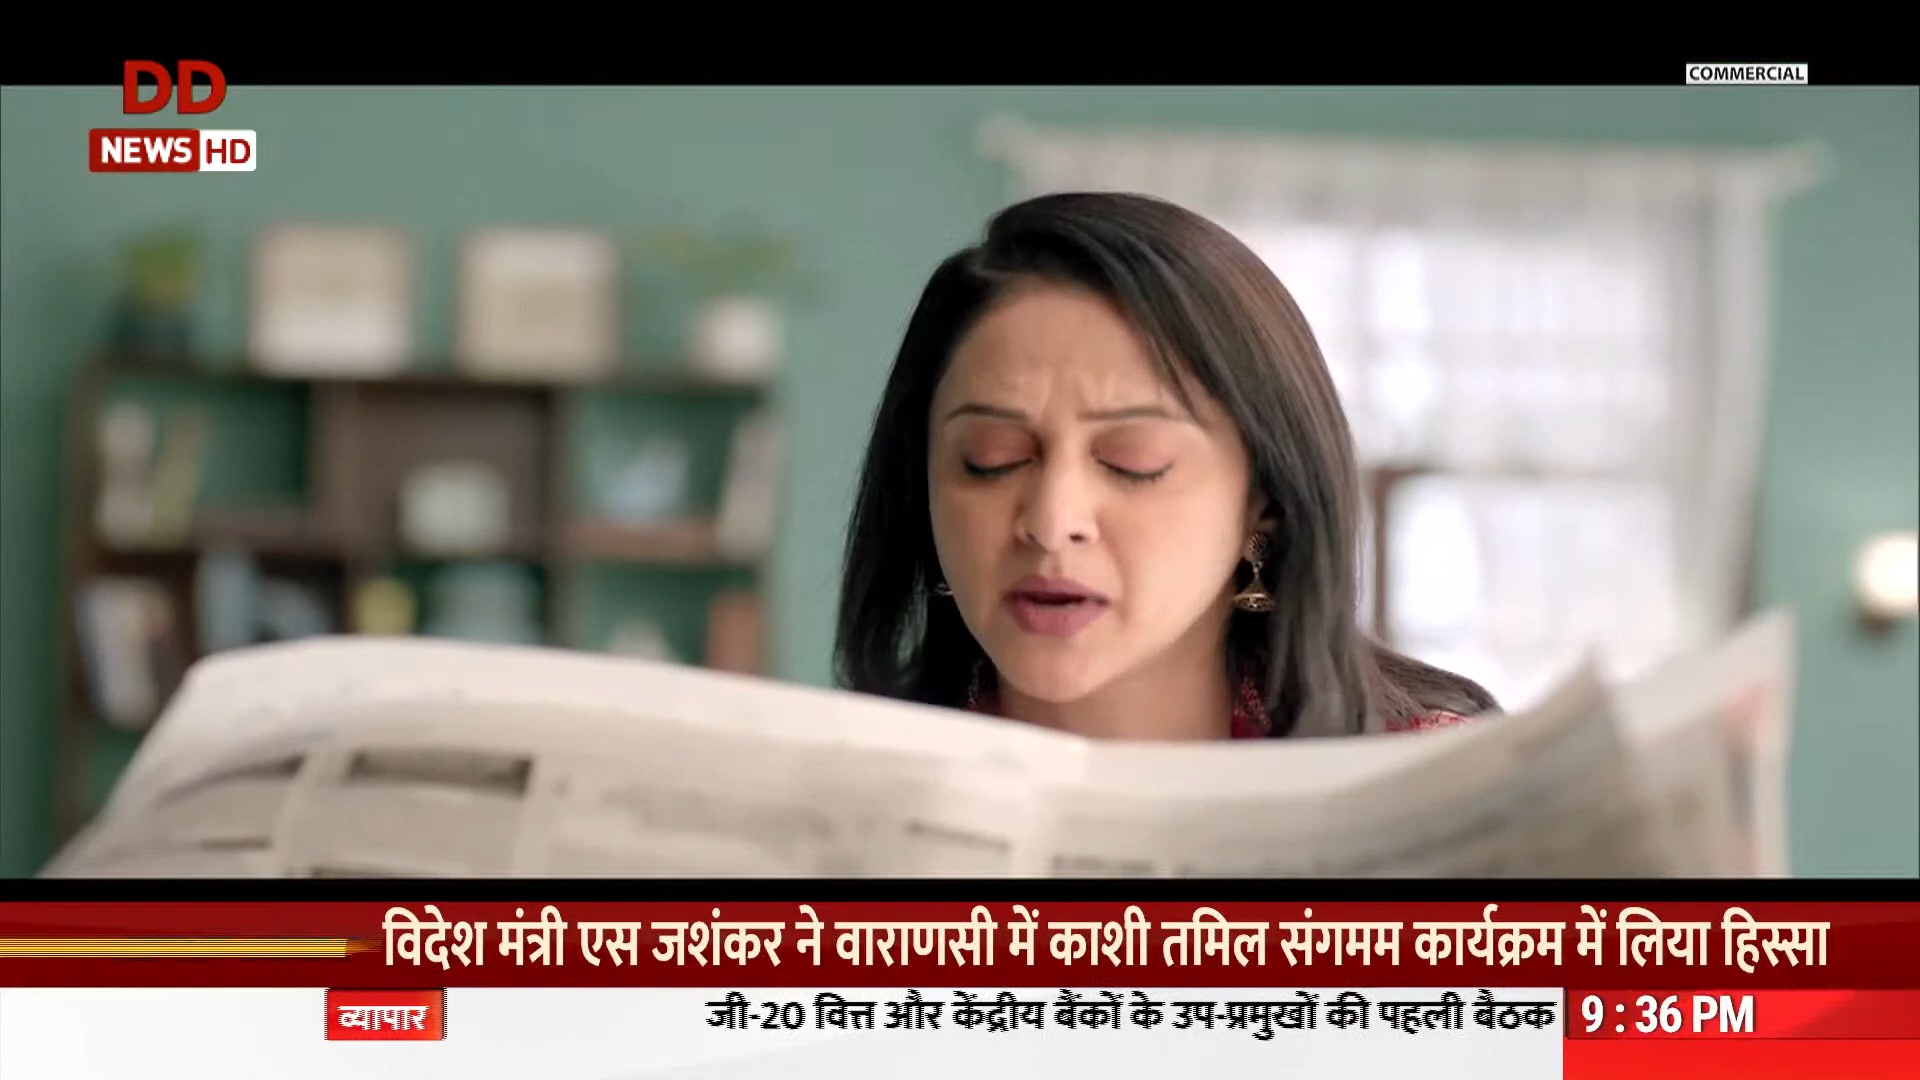 DD
NEWS HD
COMMERCIAL
विदेश मंत्री एस जशंकर ने वाराणसी में काशी तमिल संगमम कार्यक्रम में लिया हिस्सा
व्यापार
जी-20 वित्त और केंद्रीय बैंकों के उप-प्रमुखों की पहली बैठक
9 : 36 PM